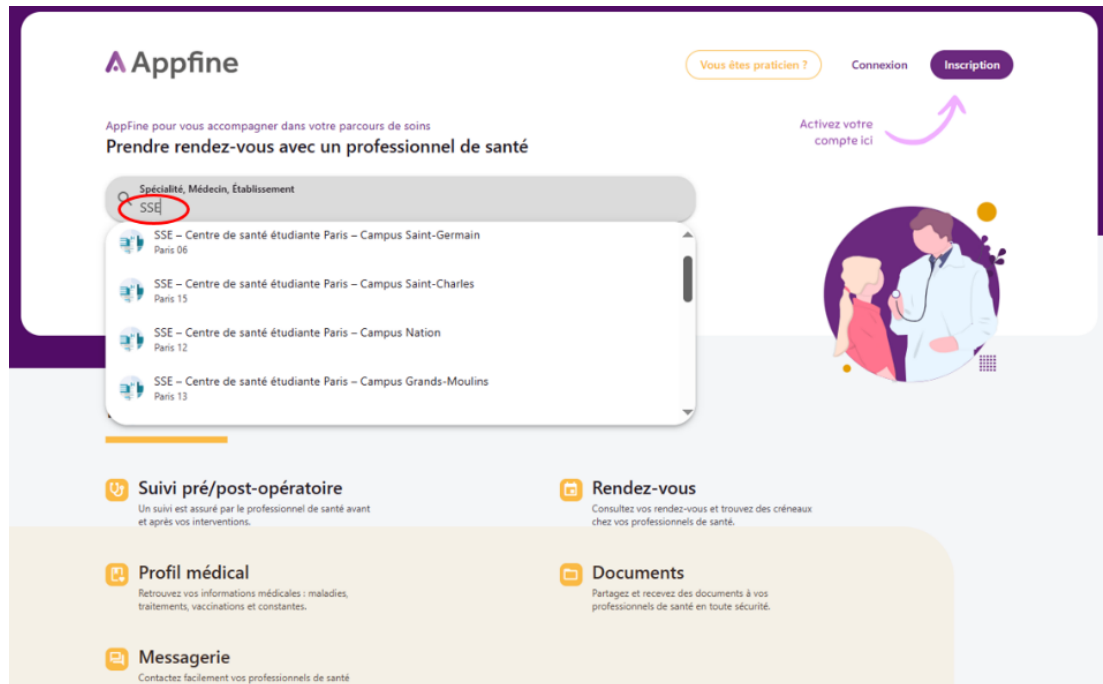 Appfine
Vous êtes praticien ?
Connexion
Inscription
AppFine pour vous accompagner dans votre parcours de soins
Prendre rendez-vous avec un professionnel de santé
Activez votre
compte ici
Spécialité, Médecin, Établissement
SSE
SSE – Centre de santé étudiante Paris – Campus Saint-Germain
Paris 06
SSE – Centre de santé étudiante Paris – Campus Saint-Charles
Paris 15
SSE – Centre de santé étudiante Paris – Campus Nation
Paris 12
SSE – Centre de santé étudiante Paris – Campus Grands-Moulins
Paris 13
Suivi pré/post-opératoire
Un suivi est assuré par le professionnel de santé avant
et après vos interventions.
Rendez-vous
Consultez vos rendez-vous et trouvez des créneaux
chez vos professionnels de santé.
Profil médical
Retrouvez vos informations médicales : maladies,
traitements, vaccinations et constantes.
Documents
Partagez et recevez des documents à vos
professionnels de santé en toute sécurité.
Messagerie
Contactez facilement vos professionnels de santé